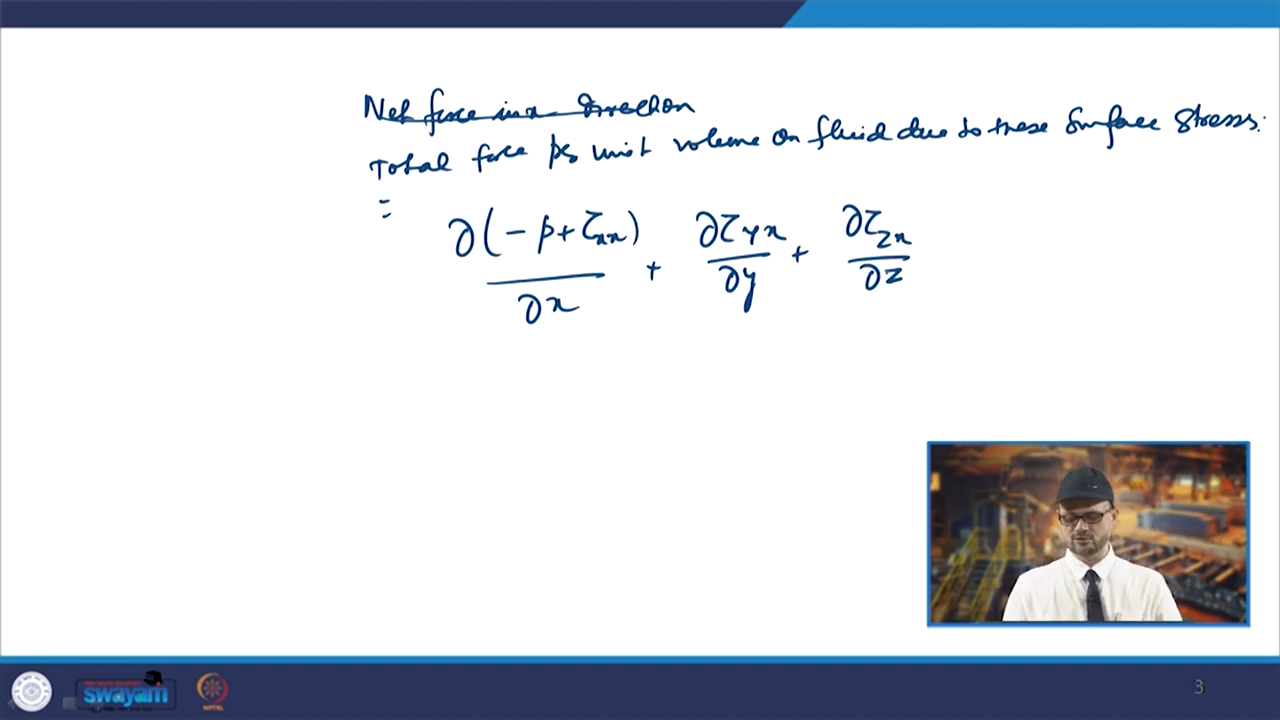 Net force in x direction
Total force per unit volume on fluid due to these Surface Stresses.
=
∂(-p+τxx)/∂x + ∂τyx/∂y + ∂τzx/∂z
swayam
3